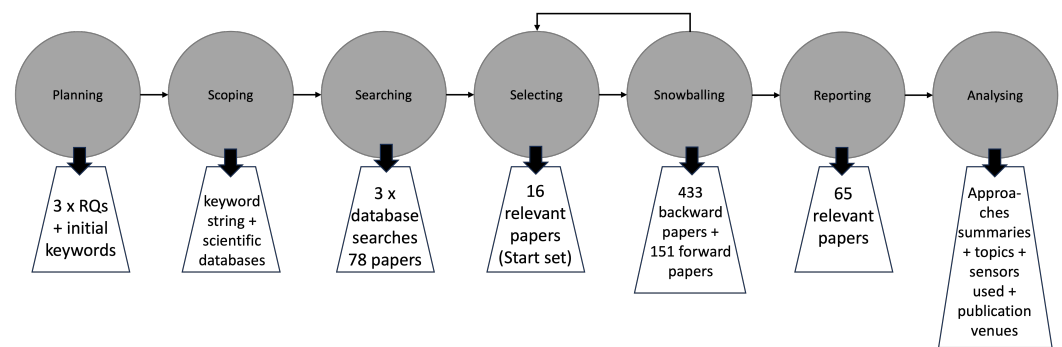 Planning
Scoping
Searching
Selecting
Snowballing
Reporting
Analysing
3 x RQs
+ initial
keywords
keyword
string +
scientific
databases
3 x
database
searches
78 papers
16
relevant
papers
(Start set)
433
backward
papers +
151 forward
papers
65
relevant
papers
Approa-
ches
summaries
+ topics +
sensors
used +
publication
venues